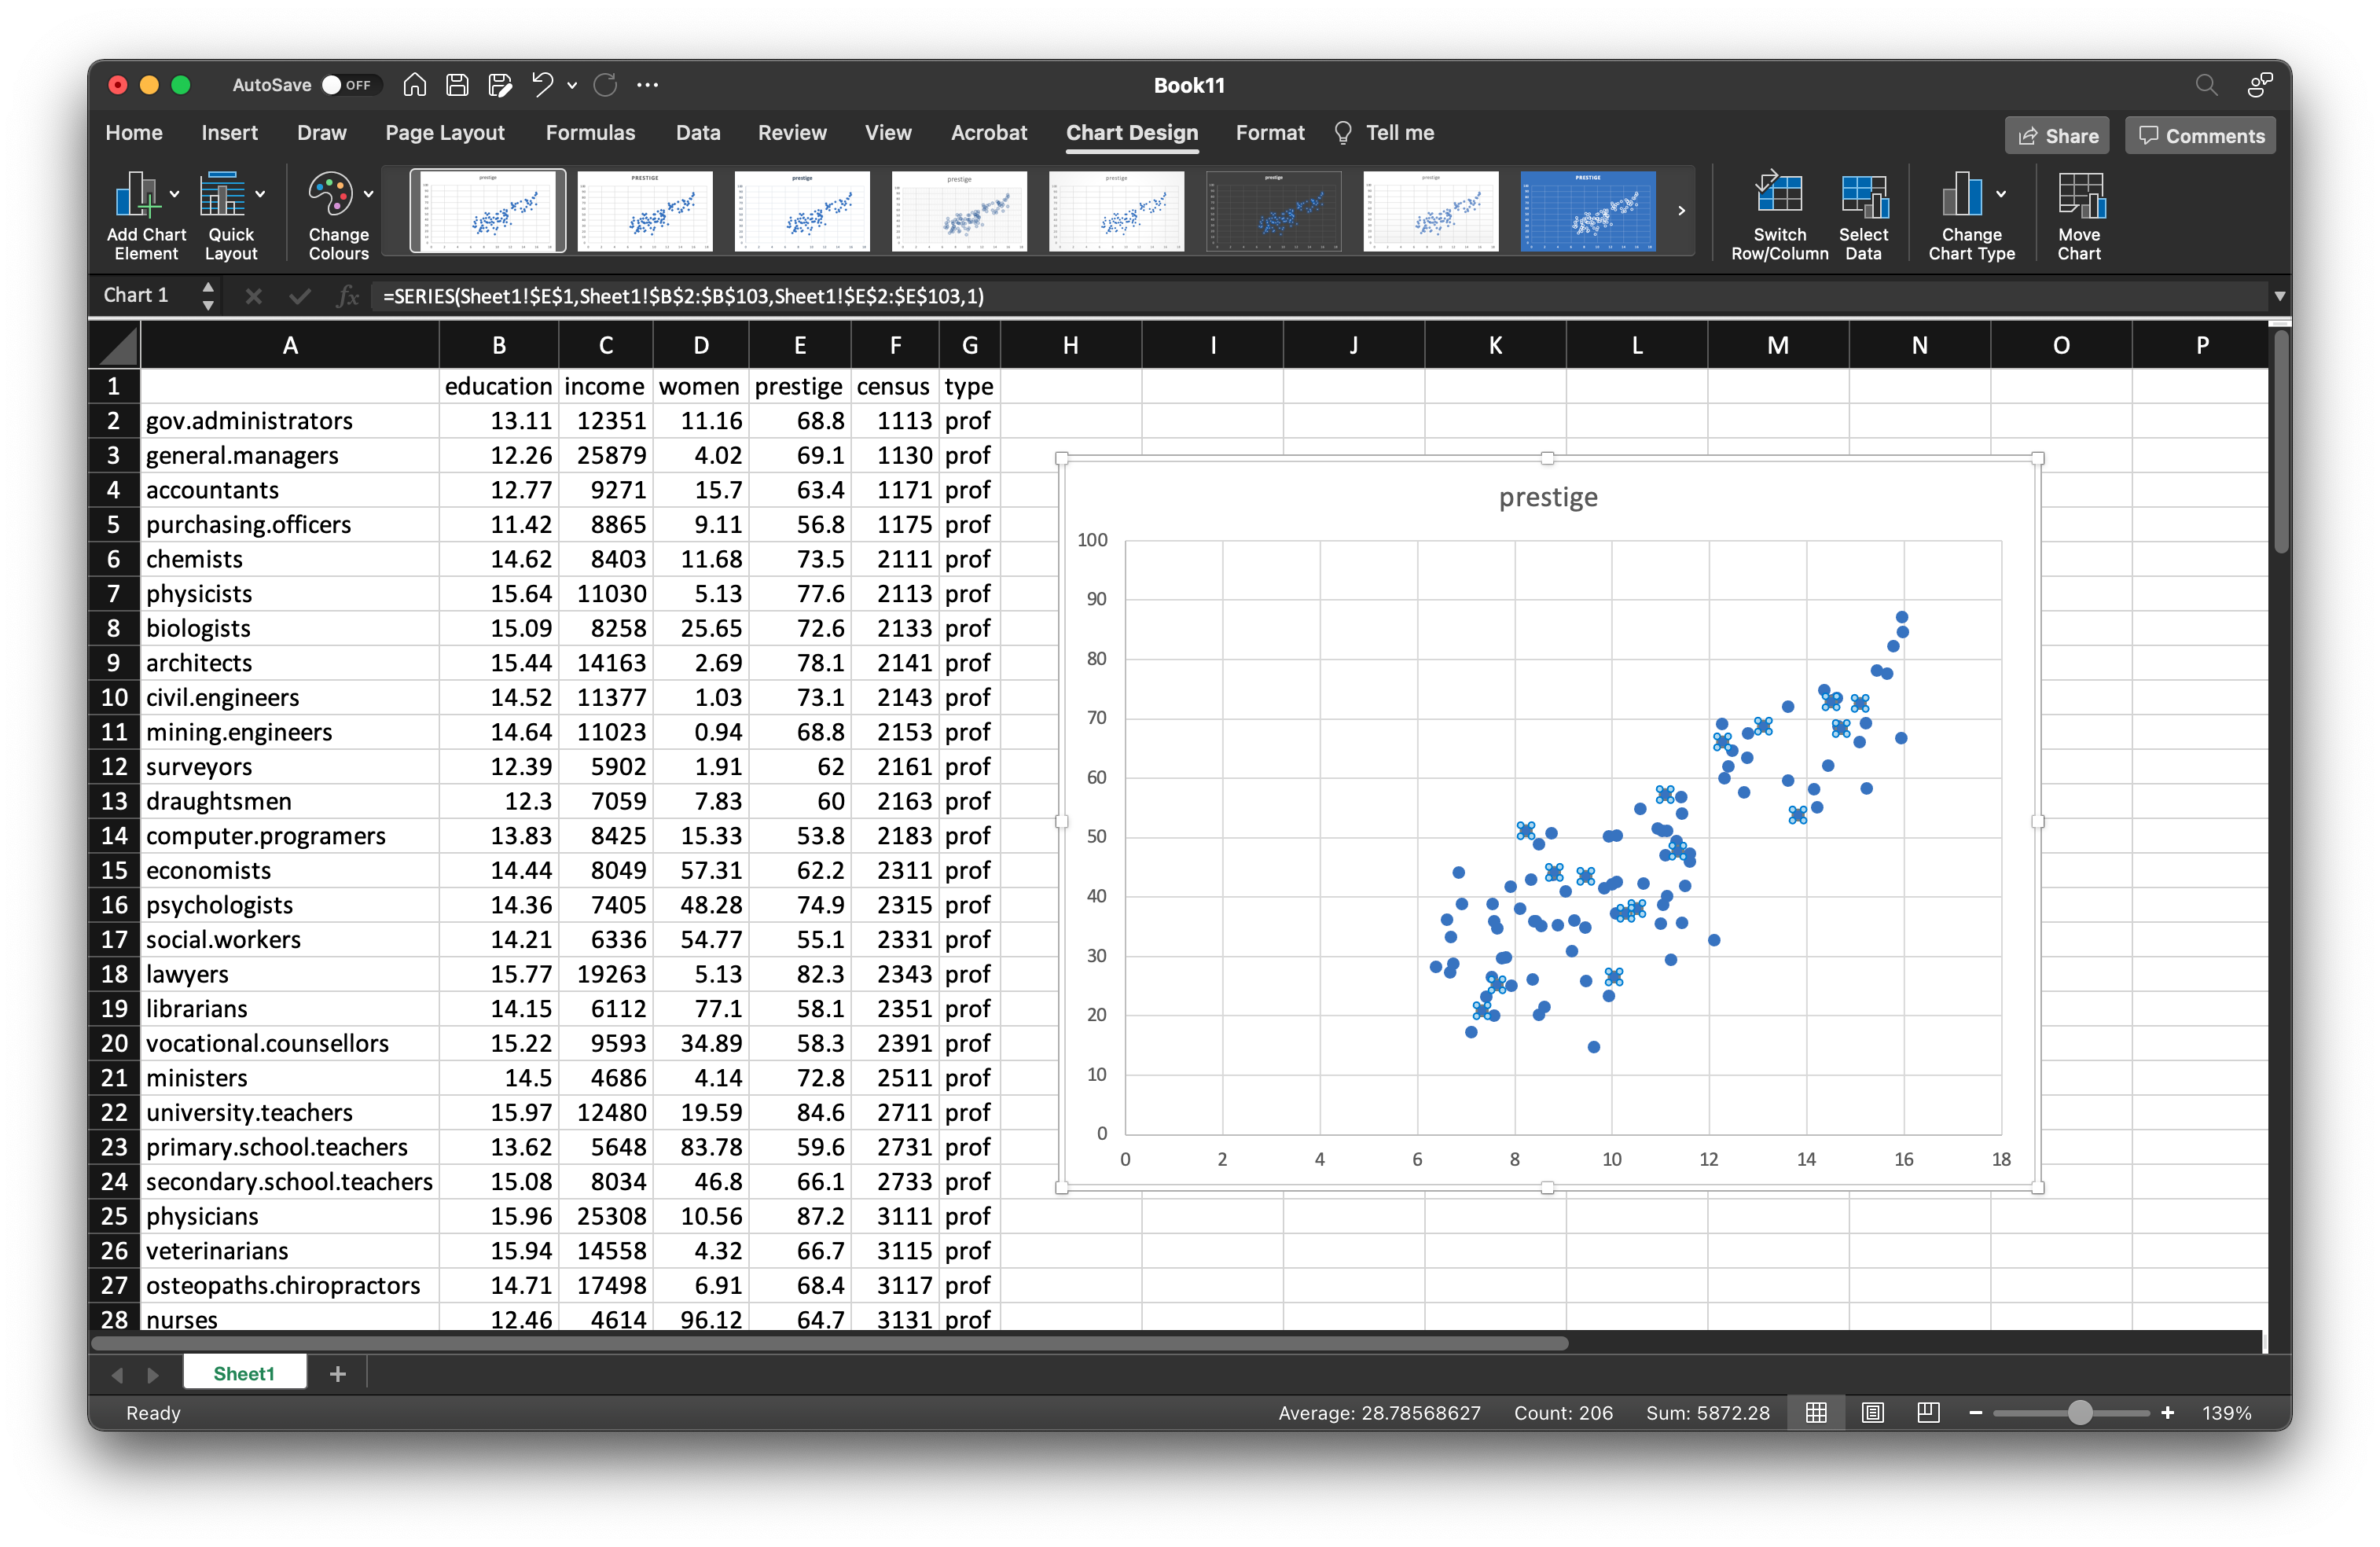 AutoSave OFF
Book11
Home Insert Draw Page Layout Formulas Data Review View Acrobat Chart Design Format Tell me
Share Comments
Add Chart Element
Quick Layout
Change Colours
Switch Row/Column
Select Data
Change Chart Type
Move Chart
Chart 1 fx =SERIES(Sheet1!$E$1,Sheet1!$B$2:$B$103,Sheet1!$E$2:$E$103,1)
A B C D E F G H I J K L M N O P
1 education income women prestige census type
2 gov.administrators 13.11 12351 11.16 68.8 1113 prof
3 general.managers 12.26 25879 4.02 69.1 1130 prof
4 accountants 12.77 9271 15.7 63.4 1171 prof
5 purchasing.officers 11.42 8865 9.11 56.8 1175 prof
6 chemists 14.62 8403 11.68 73.5 2111 prof
7 physicists 15.64 11030 5.13 77.6 2113 prof
8 biologists 15.09 8258 25.65 72.6 2133 prof
9 architects 15.44 14163 2.69 78.1 2141 prof
10 civil.engineers 14.52 11377 1.03 73.1 2143 prof
11 mining.engineers 14.64 11023 0.94 68.8 2153 prof
12 surveyors 12.39 5902 1.91 62 2161 prof
13 draughtsmen 12.3 7059 7.83 60 2163 prof
14 computer.programers 13.83 8425 15.33 53.8 2183 prof
15 economists 14.44 8049 57.31 62.2 2311 prof
16 psychologists 14.36 7405 48.28 74.9 2315 prof
17 social.workers 14.21 6336 54.77 55.1 2331 prof
18 lawyers 15.77 19263 5.13 82.3 2343 prof
19 librarians 14.15 6112 77.1 58.1 2351 prof
20 vocational.counsellors 15.22 9593 34.89 58.3 2391 prof
21 ministers 14.5 4686 4.14 72.8 2511 prof
22 university.teachers 15.97 12480 19.59 84.6 2711 prof
23 primary.school.teachers 13.62 5648 83.78 59.6 2731 prof
24 secondary.school.teachers 15.08 8034 46.8 66.1 2733 prof
25 physicians 15.96 25308 10.56 87.2 3111 prof
26 veterinarians 15.94 14558 4.32 66.7 3115 prof
27 osteopaths.chiropractors 14.71 17498 6.91 68.4 3117 prof
28 nurses 12.46 4614 96.12 64.7 3131 prof
prestige
100
90
80
70
60
50
40
30
20
10
0
0 2 4 6 8 10 12 14 16 18
Sheet1
Ready Average: 28.78568627 Count: 206 Sum: 5872.28 139%